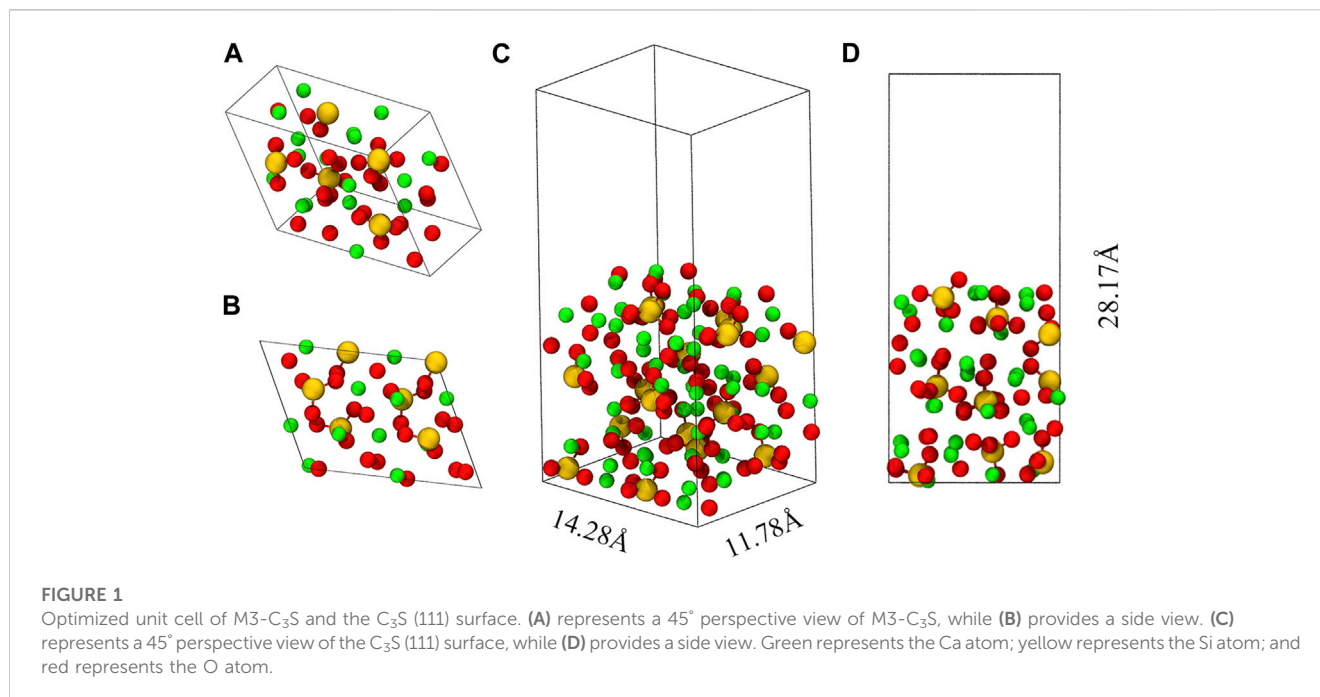 A
C
D
B
28.17Å
14.28Å
11.78Å
FIGURE 1
Optimized unit cell of M3-C₃S and the C₃S (111) surface. (A) represents a 45° perspective view of M3-C₃S, while (B) provides a side view. (C)
represents a 45° perspective view of the C₃S (111) surface, while (D) provides a side view. Green represents the Ca atom; yellow represents the Si atom; and
red represents the O atom.